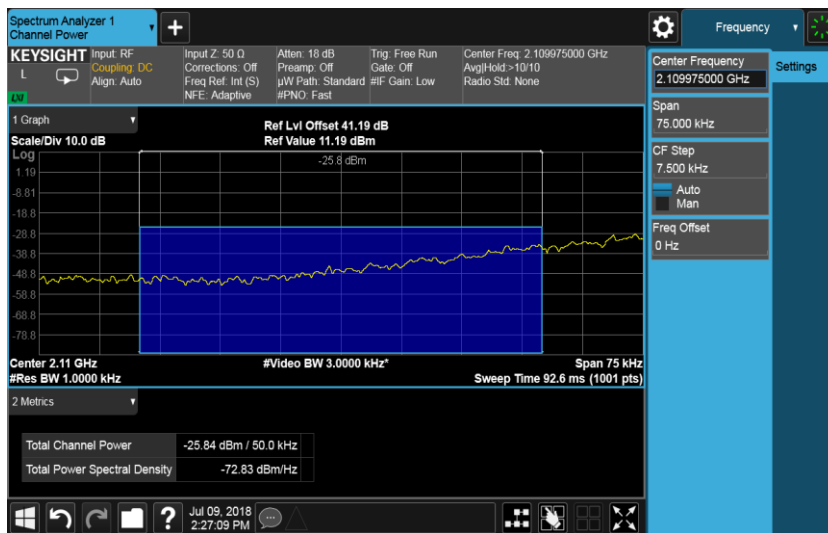 Spectrum Analyzer 1
Channel Power
+
Frequency
KEYSIGHT
L
LXI
Input: RF
Coupling: DC
Align: Auto
Input Z: 50 Ω
Corrections: Off
Freq Ref: Int (S)
NFE: Adaptive
Atten: 18 dB
Preamp: Off
µW Path: Standard
#PNO: Fast
Trig: Free Run
Gate: Off
#IF Gain: Low
Center Freq: 2.109975000 GHz
Avg|Hold:>10/10
Radio Std: None
Center Frequency
2.109975000 GHz
Settings
Span
75.000 kHz
CF Step
7.500 kHz
Auto
Man
Freq Offset
0 Hz
1 Graph
Scale/Div 10.0 dB
Ref Lvl Offset 41.19 dB
Ref Value 11.19 dBm
Log
-25.8 dBm
1.19
-8.81
-18.8
-28.8
-38.8
-48.8
-58.8
-68.8
-78.8
Center 2.11 GHz
#Video BW 3.0000 kHz*
Span 75 kHz
#Res BW 1.0000 kHz
Sweep Time 92.6 ms (1001 pts)
2 Metrics
Total Channel Power -25.84 dBm / 50.0 kHz
Total Power Spectral Density -72.83 dBm/Hz
?
Jul 09, 2018
2:27:09 PM